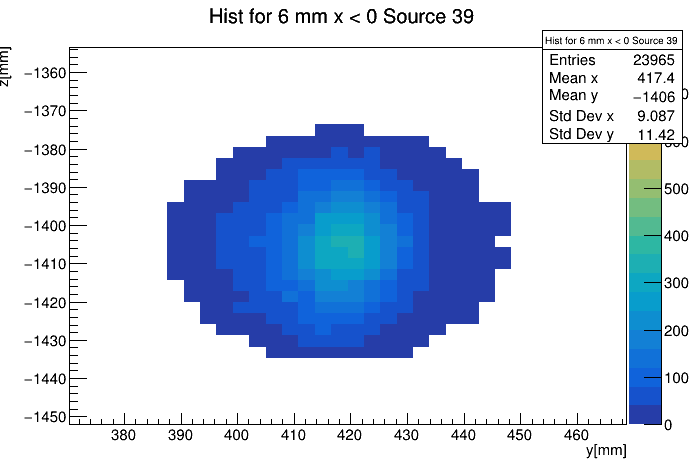 Hist for 6 mm x < 0 Source 39
z[mm]
Hist for 6 mm x < 0 Source 39
Entries 23965
Mean x 417.4
Mean y −1406
Std Dev x 9.087
Std Dev y 11.42
−1360
−1370
−1380
−1390
−1400
−1410
−1420
−1430
−1440
−1450
380 390 400 410 420 430 440 450 460
y[mm]
500
400
300
200
100
0